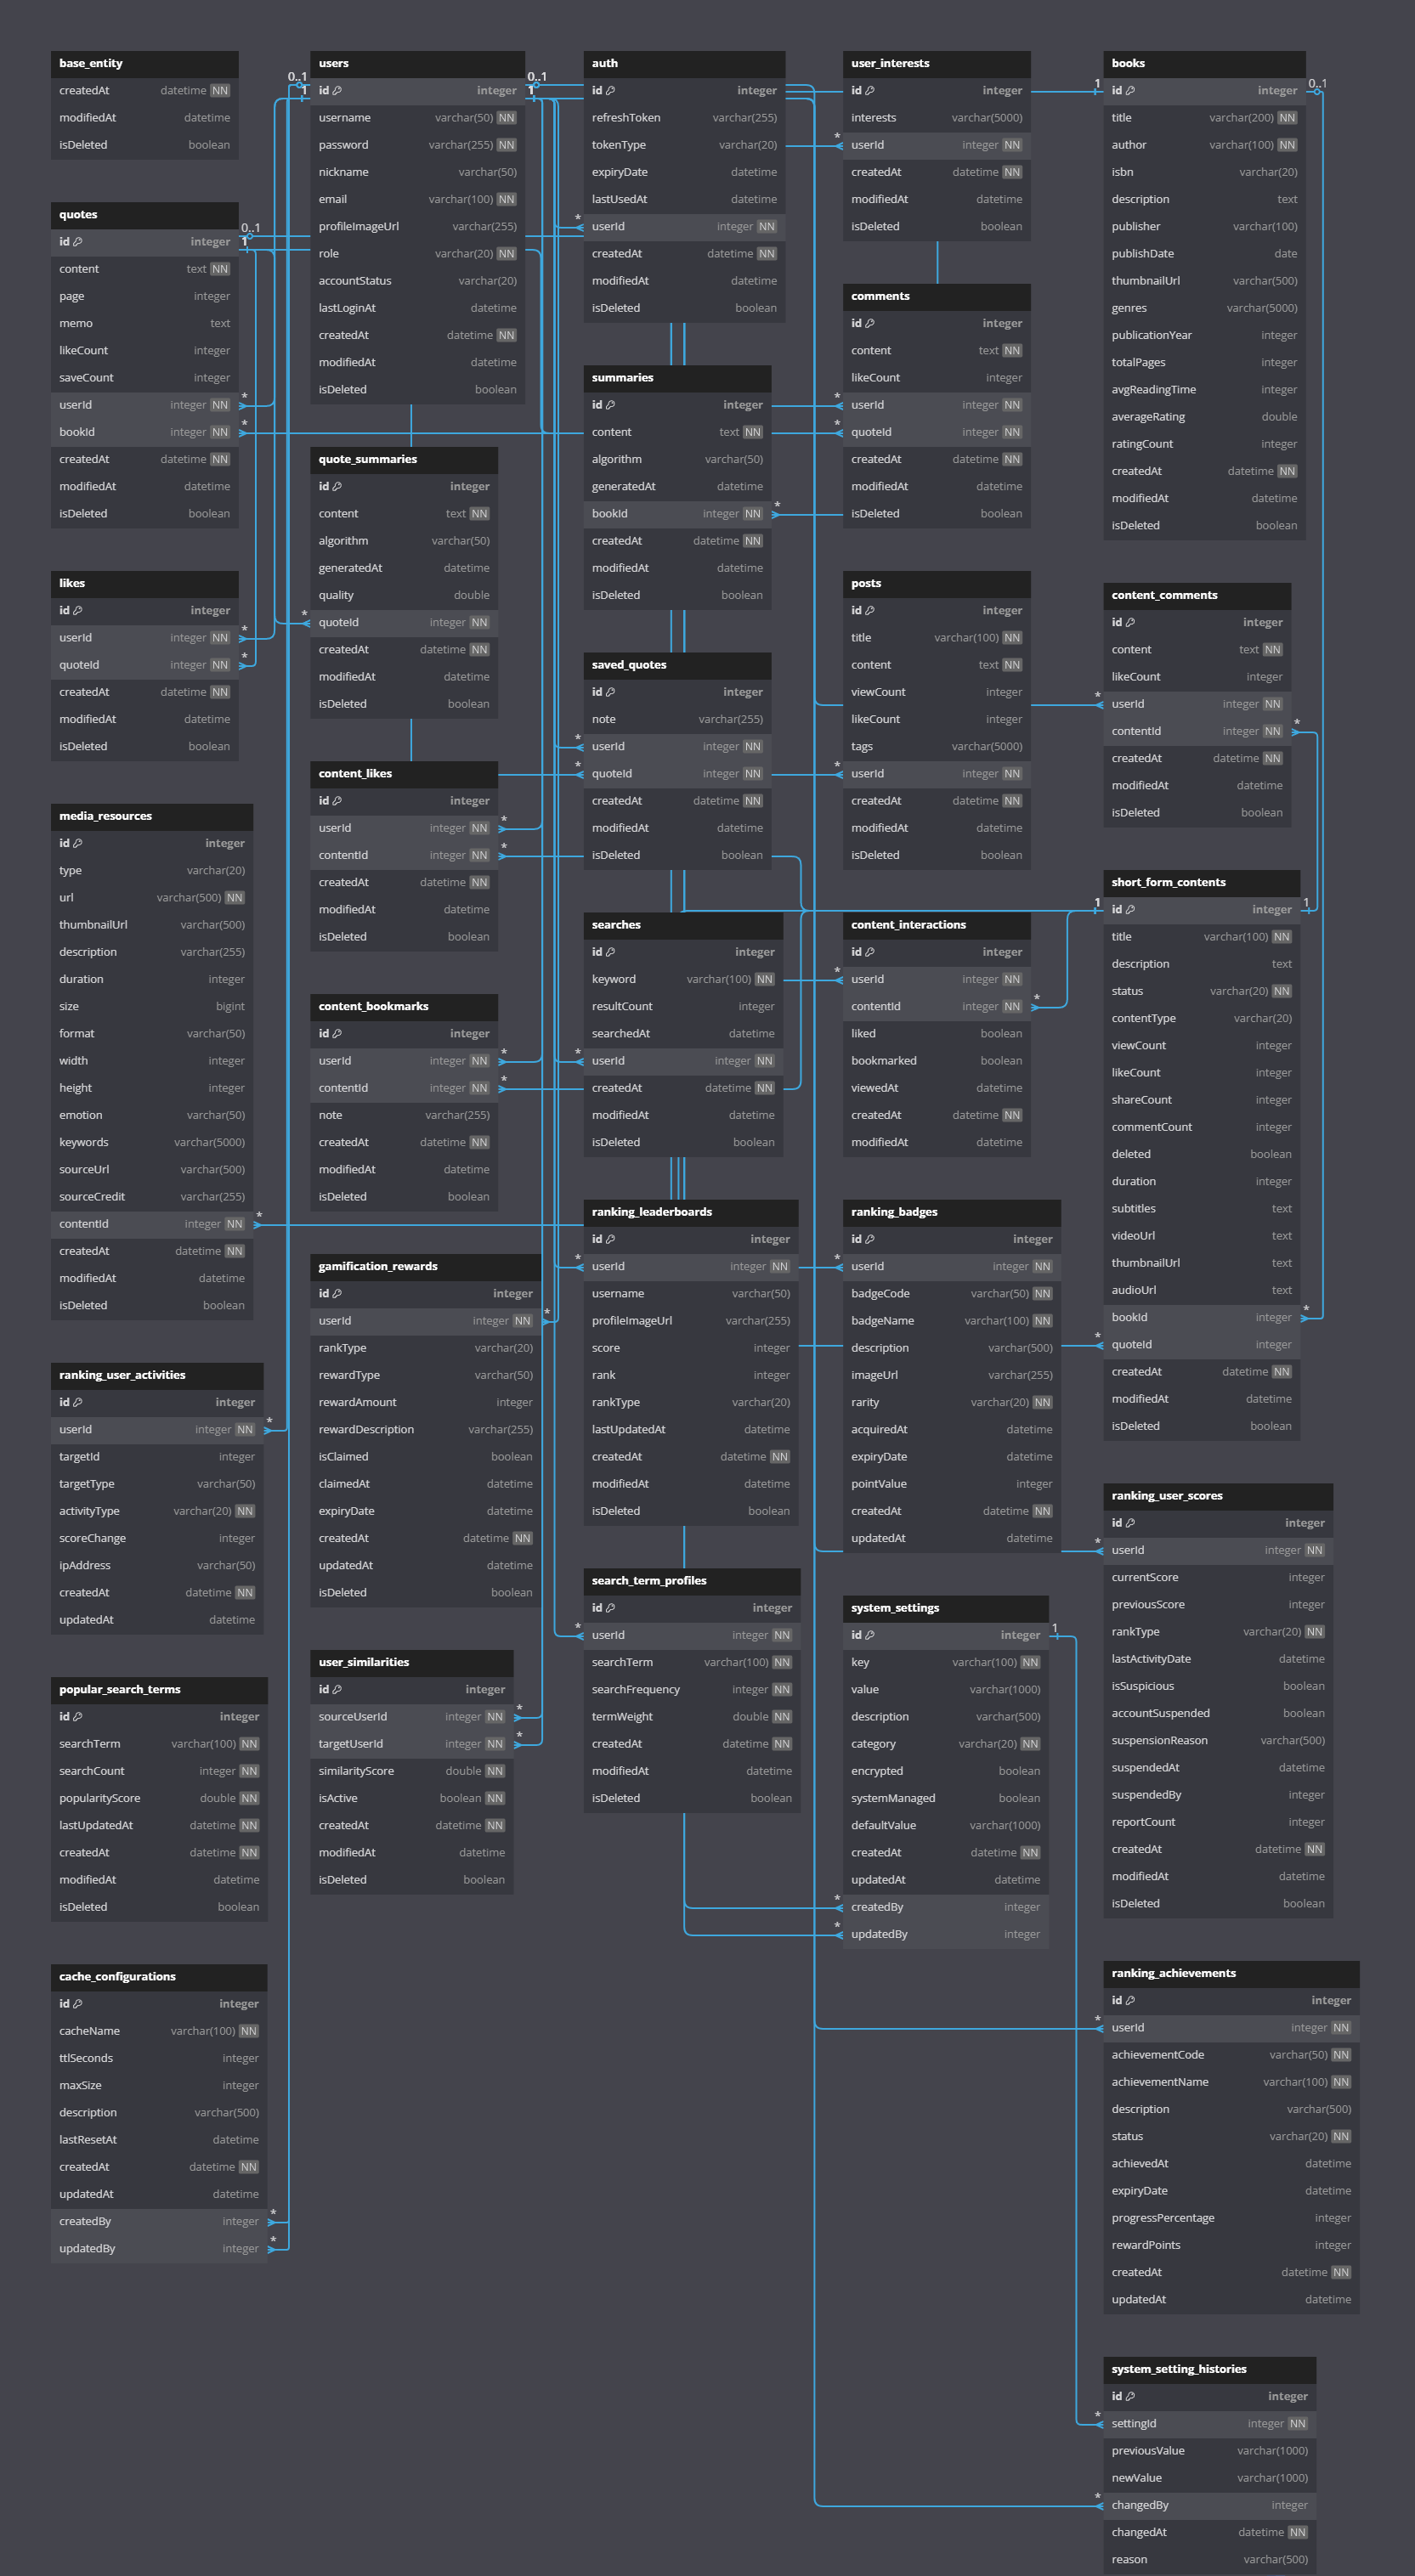 base_entity
createdAt datetime NN
modifiedAt datetime
isDeleted boolean
quotes
id integer
content text NN
page integer
memo text
likeCount integer
saveCount integer
userId integer NN
bookId integer NN
createdAt datetime NN
modifiedAt datetime
isDeleted boolean
likes
id integer
userId integer NN
quoteId integer NN
createdAt datetime NN
modifiedAt datetime
isDeleted boolean
media_resources
id integer
type varchar(20)
url varchar(500) NN
thumbnailUrl varchar(500)
description varchar(255)
duration integer
size bigint
format varchar(50)
width integer
height integer
emotion varchar(50)
keywords varchar(5000)
sourceUrl varchar(500)
sourceCredit varchar(255)
contentId integer NN
createdAt datetime NN
modifiedAt datetime
isDeleted boolean
ranking_user_activities
id integer
userId integer NN
targetId integer
targetType varchar(50)
activityType varchar(20) NN
scoreChange integer
ipAddress varchar(50)
createdAt datetime NN
updatedAt datetime
popular_search_terms
id integer
searchTerm varchar(100) NN
searchCount integer NN
popularityScore double NN
lastUpdatedAt datetime NN
createdAt datetime NN
modifiedAt datetime
isDeleted boolean
cache_configurations
id integer
cacheName varchar(100) NN
ttlSeconds integer
maxSize integer
description varchar(500)
lastResetAt datetime
createdAt datetime NN
updatedAt datetime
createdBy integer
updatedBy integer
users
id integer
username varchar(50) NN
password varchar(255) NN
nickname varchar(50)
email varchar(100) NN
profileImageUrl varchar(255)
role varchar(20) NN
accountStatus varchar(20)
lastLoginAt datetime
createdAt datetime NN
modifiedAt datetime
isDeleted boolean
quote_summaries
id integer
content text NN
algorithm varchar(50)
generatedAt datetime
quality double
quoteId integer NN
createdAt datetime NN
modifiedAt datetime
isDeleted boolean
content_likes
id integer
userId integer NN
contentId integer NN
createdAt datetime NN
modifiedAt datetime
isDeleted boolean
content_bookmarks
id integer
userId integer NN
contentId integer NN
note varchar(255)
createdAt datetime NN
modifiedAt datetime
isDeleted boolean
gamification_rewards
id integer
userId integer NN
rankType varchar(20)
rewardType varchar(50)
rewardAmount integer
rewardDescription varchar(255)
isClaimed boolean
claimedAt datetime
expiryDate datetime
createdAt datetime NN
updatedAt datetime
isDeleted boolean
user_similarities
id integer
sourceUserId integer NN
targetUserId integer NN
similarityScore double NN
isActive boolean NN
createdAt datetime NN
modifiedAt datetime
isDeleted boolean
auth
id integer
refreshToken varchar(255)
tokenType varchar(20)
expiryDate datetime
lastUsedAt datetime
userId integer NN
createdAt datetime NN
modifiedAt datetime
isDeleted boolean
summaries
id integer
content text NN
algorithm varchar(50)
generatedAt datetime
bookId integer NN
createdAt datetime NN
modifiedAt datetime
isDeleted boolean
saved_quotes
id integer
note varchar(255)
userId integer NN
quoteId integer NN
createdAt datetime NN
modifiedAt datetime
isDeleted boolean
searches
id integer
keyword varchar(100) NN
resultCount integer
searchedAt datetime
userId integer NN
createdAt datetime NN
modifiedAt datetime
isDeleted boolean
ranking_leaderboards
id integer
userId integer NN
username varchar(50)
profileImageUrl varchar(255)
score integer
rank integer
rankType varchar(20)
lastUpdatedAt datetime
createdAt datetime NN
modifiedAt datetime
isDeleted boolean
search_term_profiles
id integer
userId integer NN
searchTerm varchar(100) NN
searchFrequency integer NN
termWeight double NN
createdAt datetime NN
modifiedAt datetime
isDeleted boolean
user_interests
id integer
interests varchar(5000)
userId integer NN
createdAt datetime NN
modifiedAt datetime
isDeleted boolean
comments
id integer
content text NN
likeCount integer
userId integer NN
quoteId integer NN
createdAt datetime NN
modifiedAt datetime
isDeleted boolean
posts
id integer
title varchar(100) NN
content text NN
viewCount integer
likeCount integer
tags varchar(5000)
userId integer NN
createdAt datetime NN
modifiedAt datetime
isDeleted boolean
content_interactions
id integer
userId integer NN
contentId integer NN
liked boolean
bookmarked boolean
viewedAt datetime
createdAt datetime NN
modifiedAt datetime
ranking_badges
id integer
userId integer NN
badgeCode varchar(50) NN
badgeName varchar(100) NN
description varchar(500)
imageUrl varchar(255)
rarity varchar(20) NN
acquiredAt datetime
expiryDate datetime
pointValue integer
createdAt datetime NN
updatedAt datetime
system_settings
id integer
key varchar(100) NN
value varchar(1000)
description varchar(500)
category varchar(20) NN
encrypted boolean
systemManaged boolean
defaultValue varchar(1000)
createdAt datetime NN
updatedAt datetime
createdBy integer
updatedBy integer
books
id integer
title varchar(200) NN
author varchar(100) NN
isbn varchar(20)
description text
publisher varchar(100)
publishDate date
thumbnailUrl varchar(500)
genres varchar(5000)
publicationYear integer
totalPages integer
avgReadingTime integer
averageRating double
ratingCount integer
createdAt datetime NN
modifiedAt datetime
isDeleted boolean
content_comments
id integer
content text NN
likeCount integer
userId integer NN
contentId integer NN
createdAt datetime NN
modifiedAt datetime
isDeleted boolean
short_form_contents
id integer
title varchar(100) NN
description text
status varchar(20) NN
contentType varchar(20)
viewCount integer
likeCount integer
shareCount integer
commentCount integer
deleted boolean
duration integer
subtitles text
videoUrl text
thumbnailUrl text
audioUrl text
bookId integer
quoteId integer
createdAt datetime NN
modifiedAt datetime
isDeleted boolean
ranking_user_scores
id integer
userId integer NN
currentScore integer
previousScore integer
rankType varchar(20) NN
lastActivityDate datetime
isSuspicious boolean
accountSuspended boolean
suspensionReason varchar(500)
suspendedAt datetime
suspendedBy integer
reportCount integer
createdAt datetime NN
modifiedAt datetime
isDeleted boolean
ranking_achievements
id integer
userId integer NN
achievementCode varchar(50) NN
achievementName varchar(100) NN
description varchar(500)
status varchar(20) NN
achievedAt datetime
expiryDate datetime
progressPercentage integer
rewardPoints integer
createdAt datetime NN
updatedAt datetime
system_setting_histories
id integer
settingId integer NN
previousValue varchar(1000)
newValue varchar(1000)
changedBy integer
changedAt datetime NN
reason varchar(500)